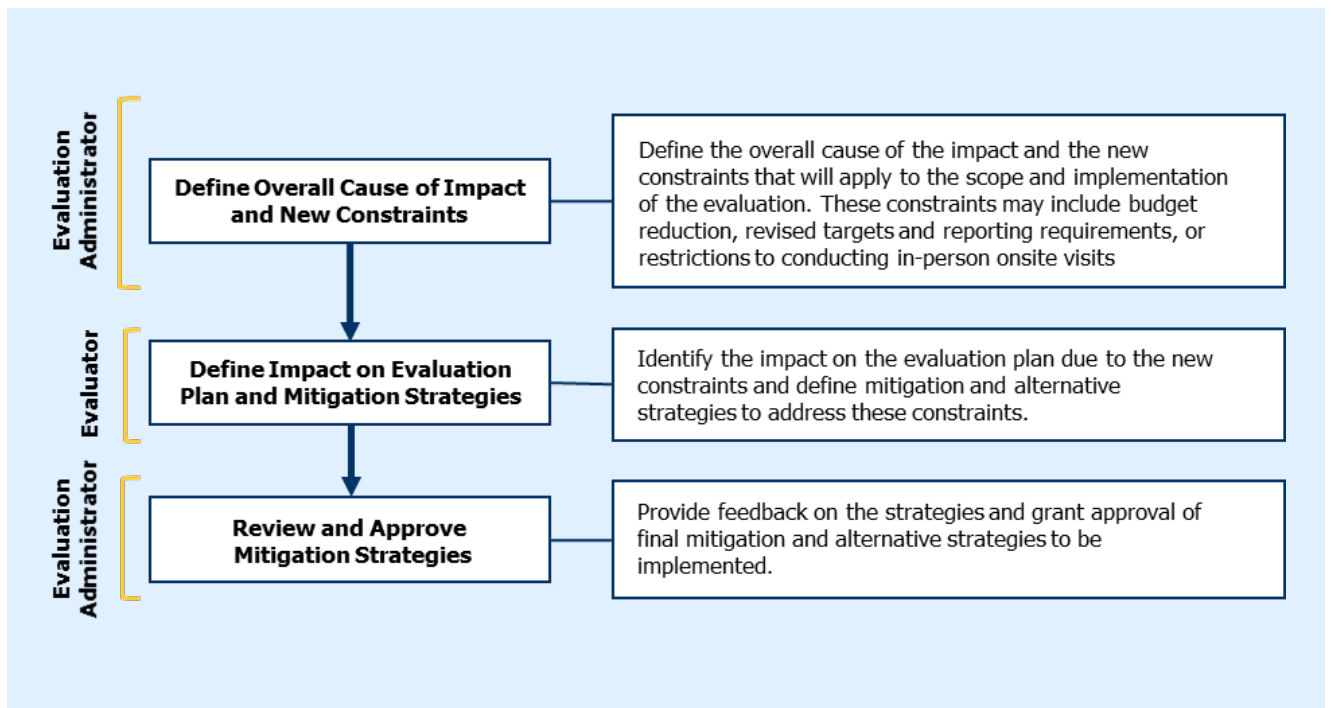 Evaluation
Administrator
Define Overall Cause of Impact
and New Constraints
Define the overall cause of the impact and the new
constraints that will apply to the scope and implementation
of the evaluation. These constraints may include budget
reduction, revised targets and reporting requirements, or
restrictions to conducting in-person onsite visits
Evaluator
Define Impact on Evaluation
Plan and Mitigation Strategies
Identify the impact on the evaluation plan due to the new
constraints and define mitigation and alternative
strategies to address these constraints.
Evaluation
Administrator
Review and Approve
Mitigation Strategies
Provide feedback on the strategies and grant approval of
final mitigation and alternative strategies to be
implemented.